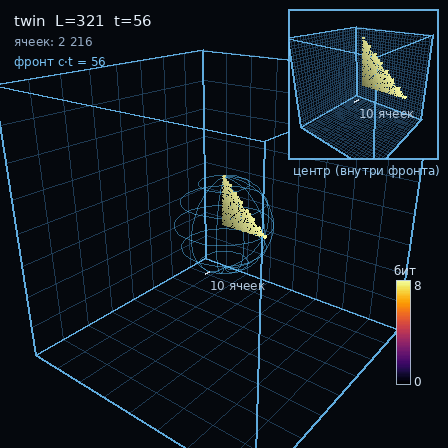 twin L=321 t=56
ячеек: 2 216
фронт c·t = 56
10 ячеек
центр (внутри фронта)
10 ячеек
бит
8
0